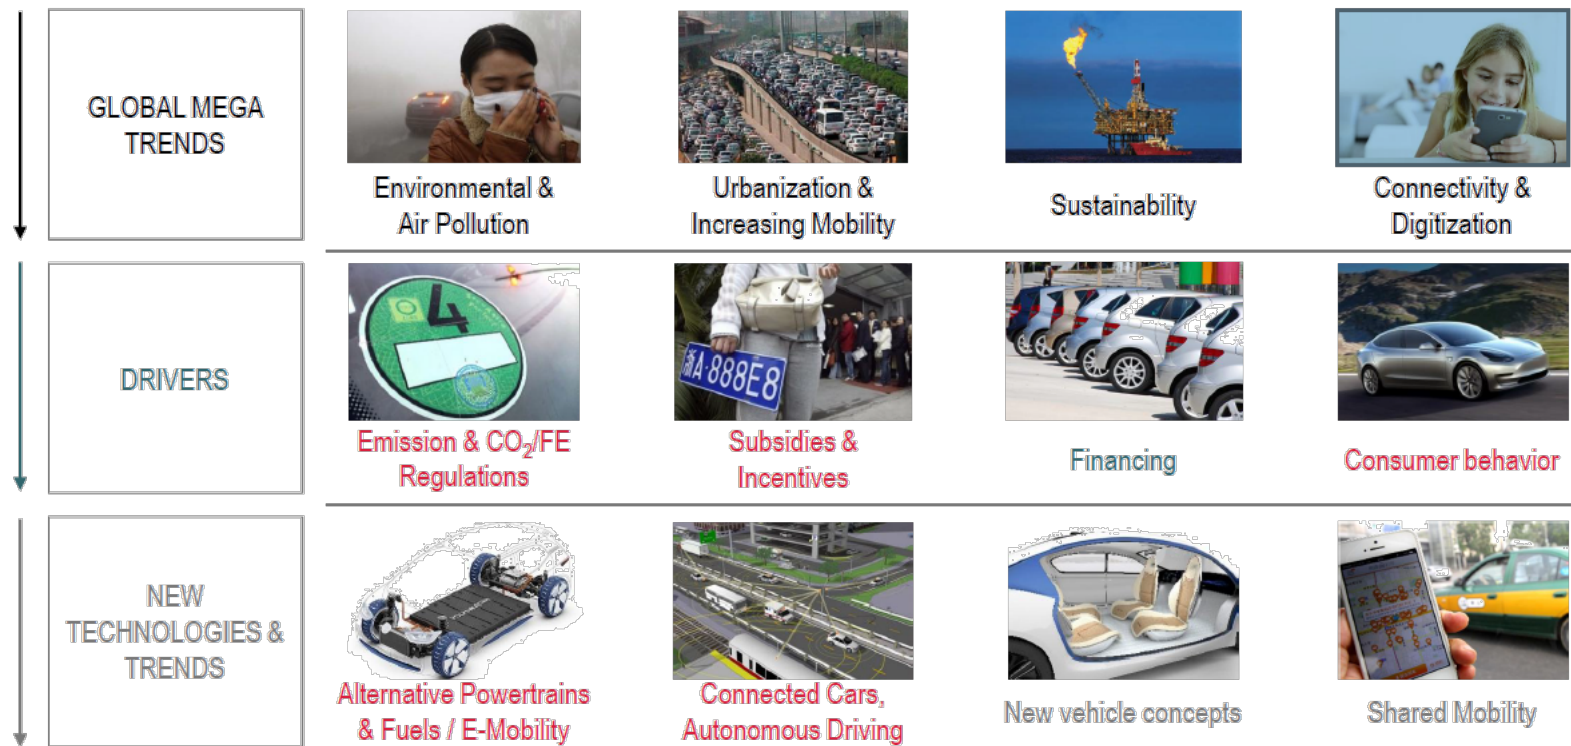 GLOBAL MEGA
TRENDS
Environmental &
Air Pollution
Urbanization &
Increasing Mobility
Sustainability
Connectivity &
Digitization
DRIVERS
4
浙A·888E8
Emission & CO₂/FE
Regulations
Subsidies &
Incentives
Financing
Consumer behavior
NEW
TECHNOLOGIES &
TRENDS
Alternative Powertrains
& Fuels / E-Mobility
Connected Cars,
Autonomous Driving
New vehicle concepts
Shared Mobility